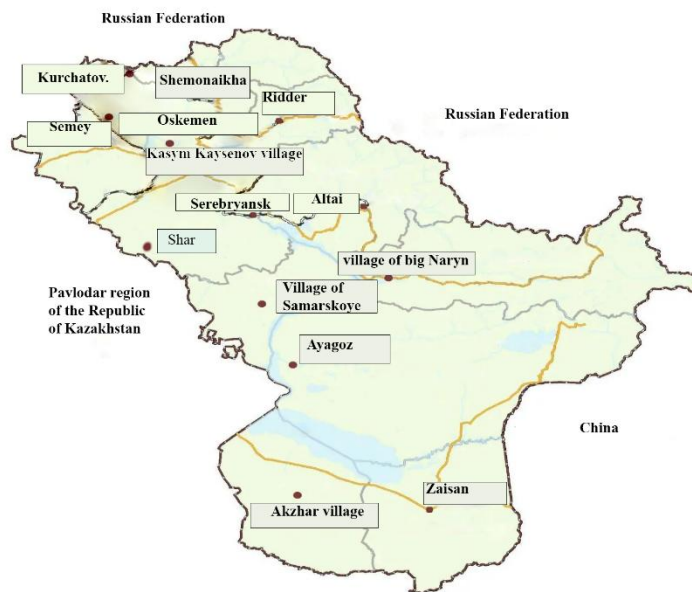 Russian Federation
Kurchatov.
Shemonaikha
Ridder
Russian Federation
Semey
Oskemen
Kasym Kaysenov village
Serebryansk
Altai
Shar
village of big Naryn
Pavlodar region
of the Republic
of Kazakhstan
Village of
Samarskoye
Ayagoz
China
Zaisan
Akzhar village